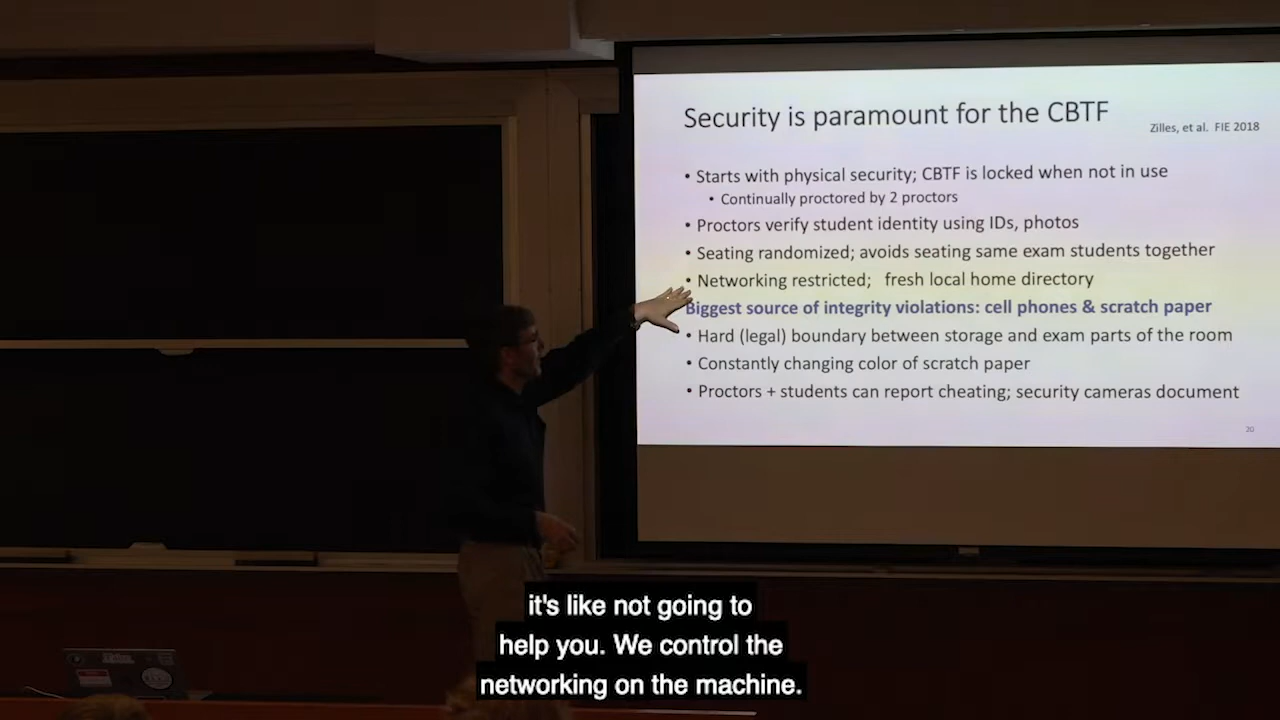 Security is paramount for the CBTF
Zilles, et al. FIE 2018
• Starts with physical security; CBTF is locked when not in use
• Continually proctored by 2 proctors
• Proctors verify student identity using IDs, photos
• Seating randomized; avoids seating same exam students together
• Networking restricted; fresh local home directory
Biggest source of integrity violations: cell phones & scratch paper
• Hard (legal) boundary between storage and exam parts of the room
• Constantly changing color of scratch paper
• Proctors + students can report cheating; security cameras document
20
it's like not going to
help you. We control the
networking on the machine.